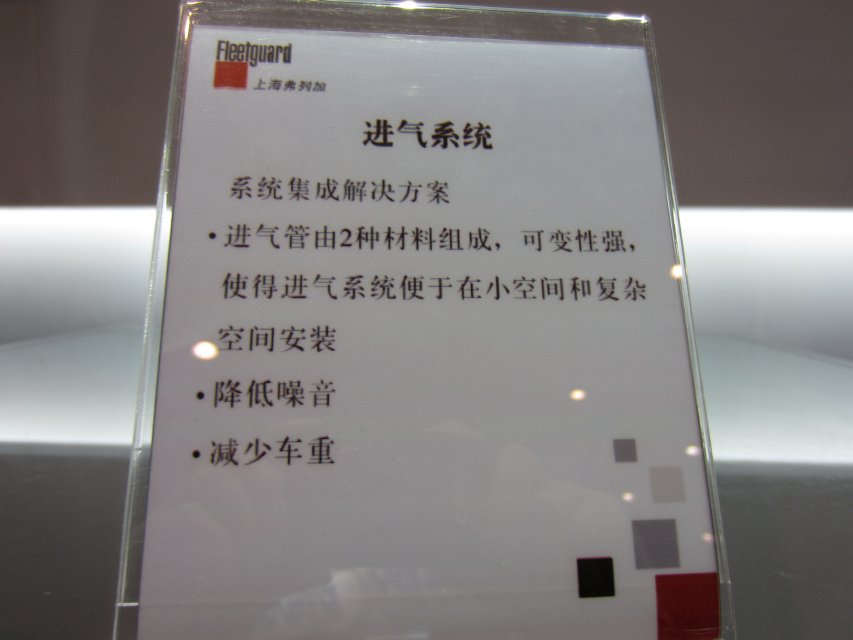 Fleetguard
上海弗列加
进气系统
系统集成解决方案
•进气管由2种材料组成，可变性强，
使得进气系统便于在小空间和复杂
空间安装
•降低噪音
•减少车重